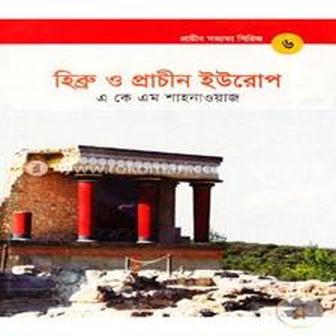 প্রাচীন সভ্যতা সিরিজ
৬
হিব্রু ও প্রাচীন ইউরোপ
এ কে এম শাহনাওয়াজ